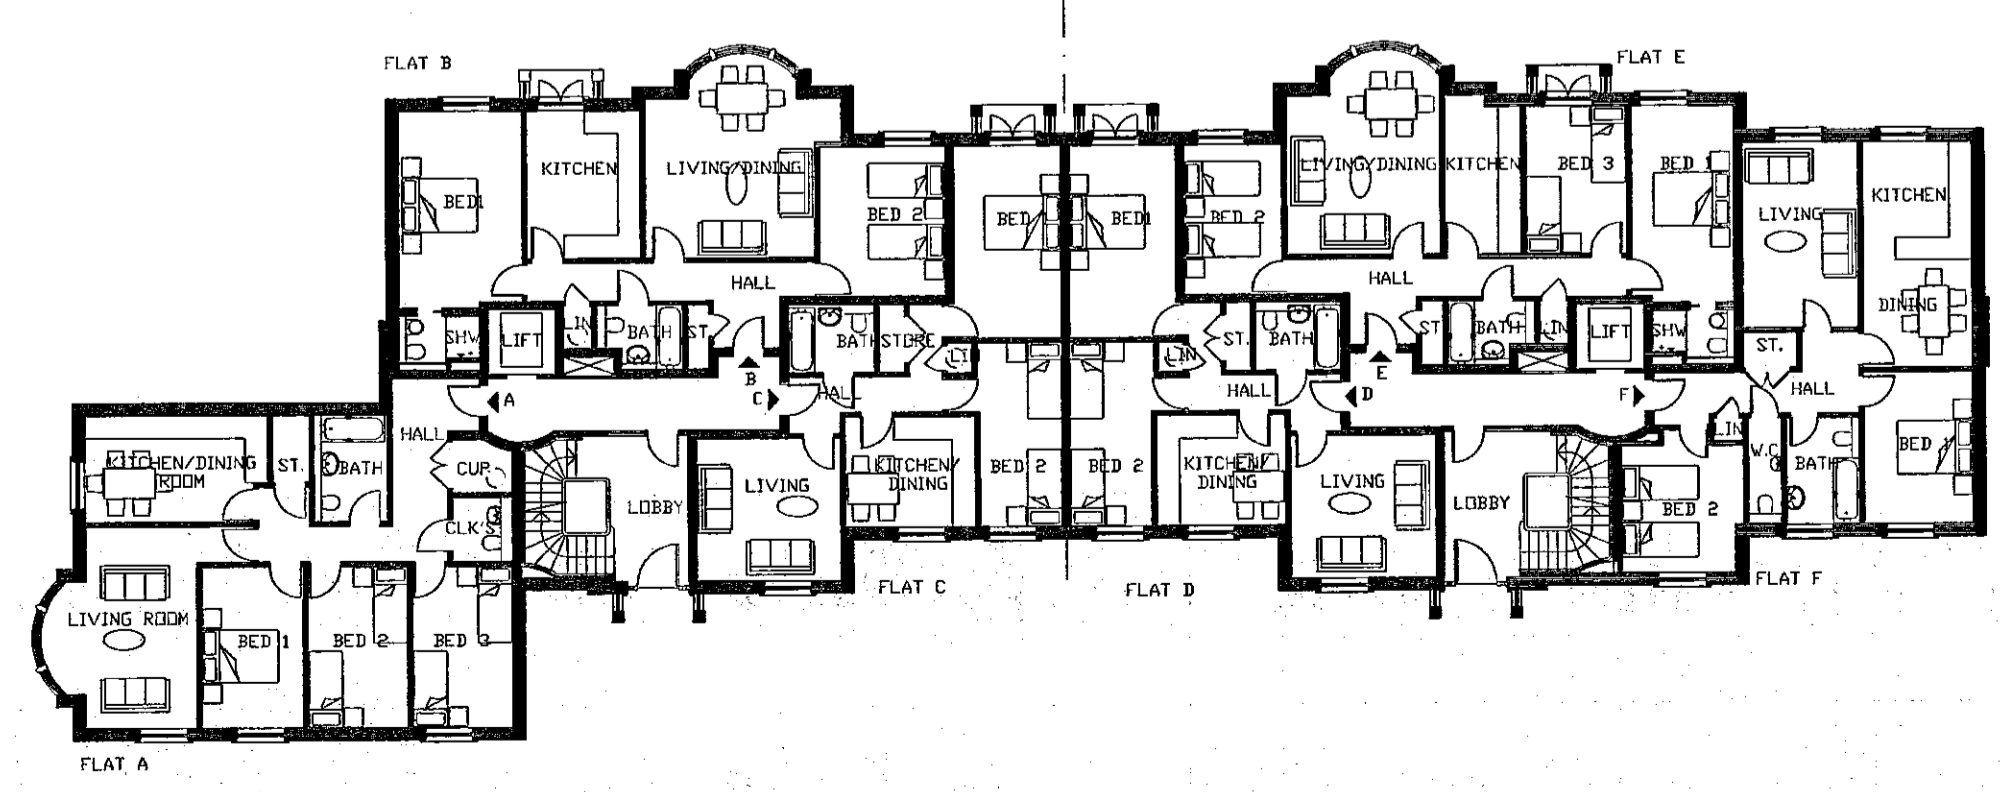 FLAT B
FLAT E
KITCHEN
LIVING/DINING
BED1
BED 2
BED
BED1
BED 2
LIVING/DINING
KITCHEN
BED 3
BED 1
LIVING
KITCHEN
HALL
HALL
DINING
SHW
LIFT
LIN
BATH
ST.
BATH
STORE
LIN
ST.
BATH
ST
BATH
LIN
LIFT
SHW
ST.
B
E
A
C
HALL
HALL
D
F
HALL
HALL
LIN
KITCHEN/DINING
ROOM
ST.
BATH
CUP
CLK'S
LOBBY
LIVING
KITCHEN/
DINING
BED 2
BED 2
KITCHEN/
DINING
LIVING
LOBBY
BED 2
W.C
BATH
BED 1
LIVING ROOM
BED 1
BED 2
BED 3
FLAT C
FLAT D
FLAT F
FLAT A